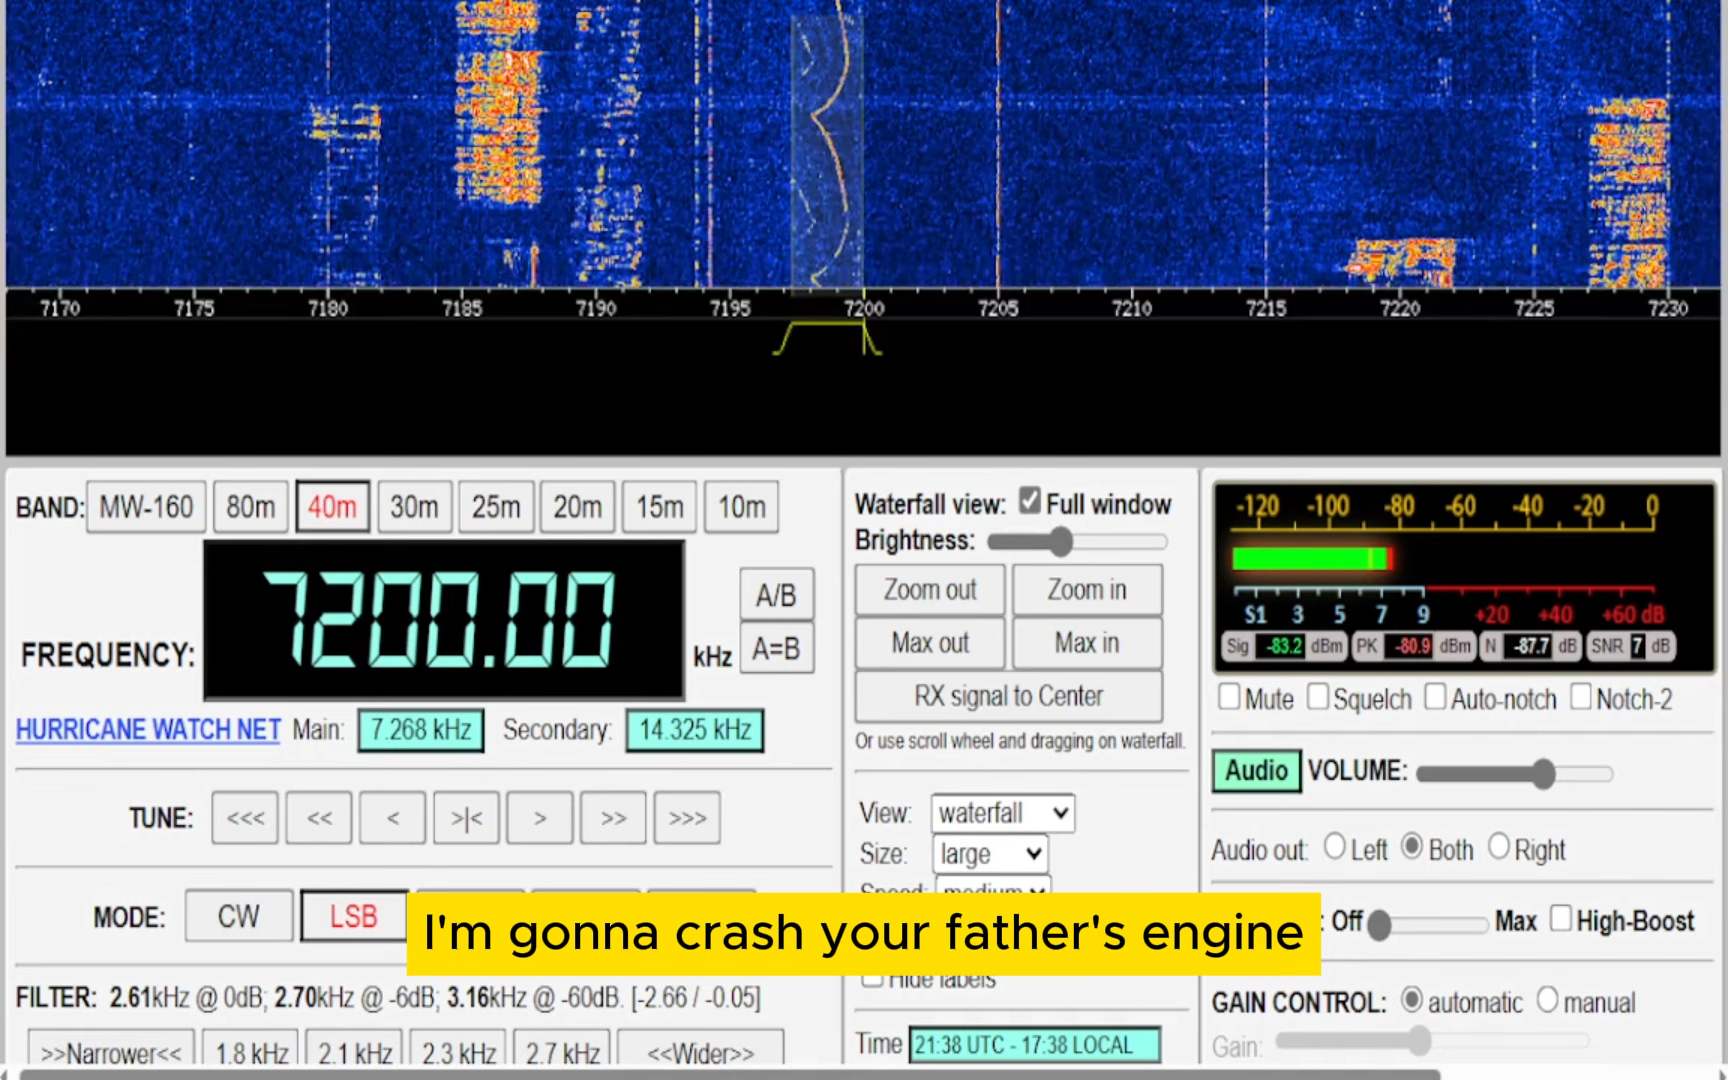 7170 7175 7180 7185 7190 7195 7200 7205 7210 7215 7220 7225 7230
BAND: MW-160 80m 40m 30m 25m 20m 15m 10m
FREQUENCY: 7200.00 kHz
A/B
A=B
HURRICANE WATCH NET Main: 7.268 kHz Secondary: 14.325 kHz
TUNE: <<< << < >|< > >> >>>
MODE: CW LSB
FILTER: 2.61kHz @ 0dB; 2.70kHz @ -6dB; 3.16kHz @ -60dB. [-2.66 / -0.05]
>>Narrower<< 1.8 kHz 2.1 kHz 2.3 kHz 2.7 kHz <<Wider>>
Waterfall view: Full window
Brightness:
Zoom out Zoom in
Max out Max in
RX signal to Center
Or use scroll wheel and dragging on waterfall.
View: waterfall
Size: large
Speed: medium
I'm gonna crash your father's engine
Hide labels
Time 21:38 UTC - 17:38 LOCAL
-120 -100 -80 -60 -40 -20 0
S1 3 5 7 9 +20 +40 +60 dB
Sig -83.2 dBm PK -80.9 dBm N -87.7 dB SNR 7 dB
Mute Squelch Auto-notch Notch-2
Audio VOLUME:
Audio out: Left Both Right
: Off Max High-Boost
GAIN CONTROL: automatic manual
Gain: